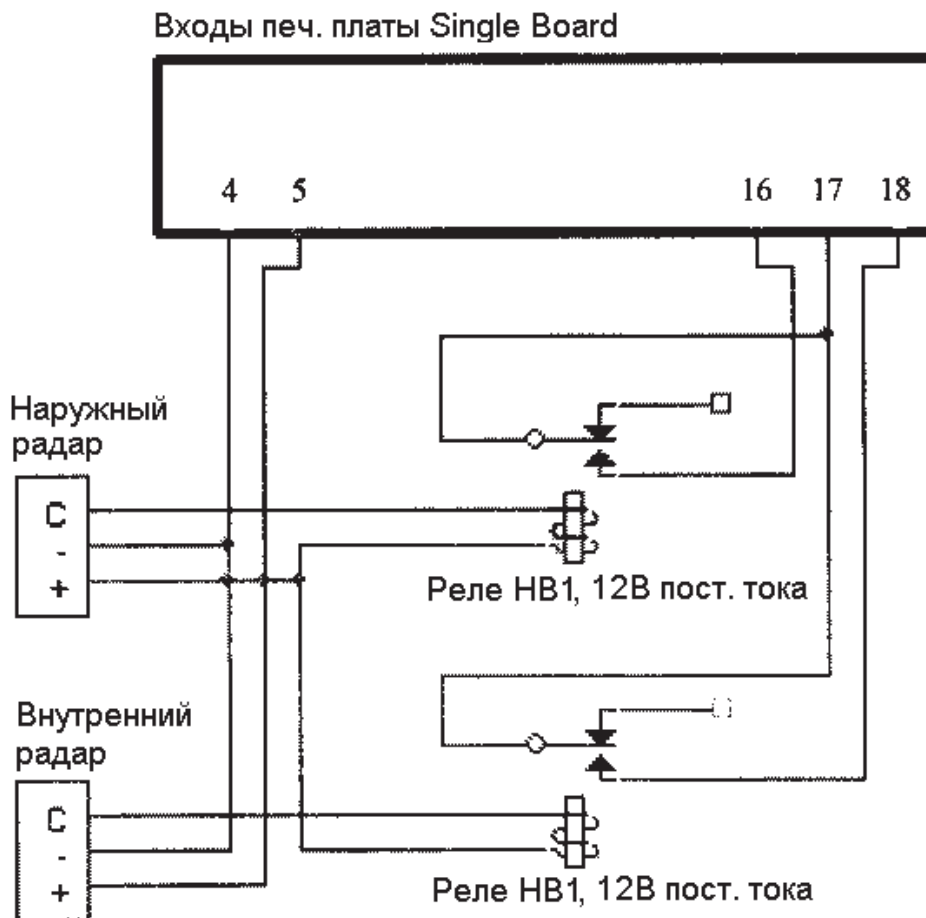 Входы печ. платы Single Board
4 5 16 17 18
Наружный
радар
C
-
+
Реле HB1, 12В пост. тока
Внутренний
радар
C
-
+
Реле HB1, 12В пост. тока